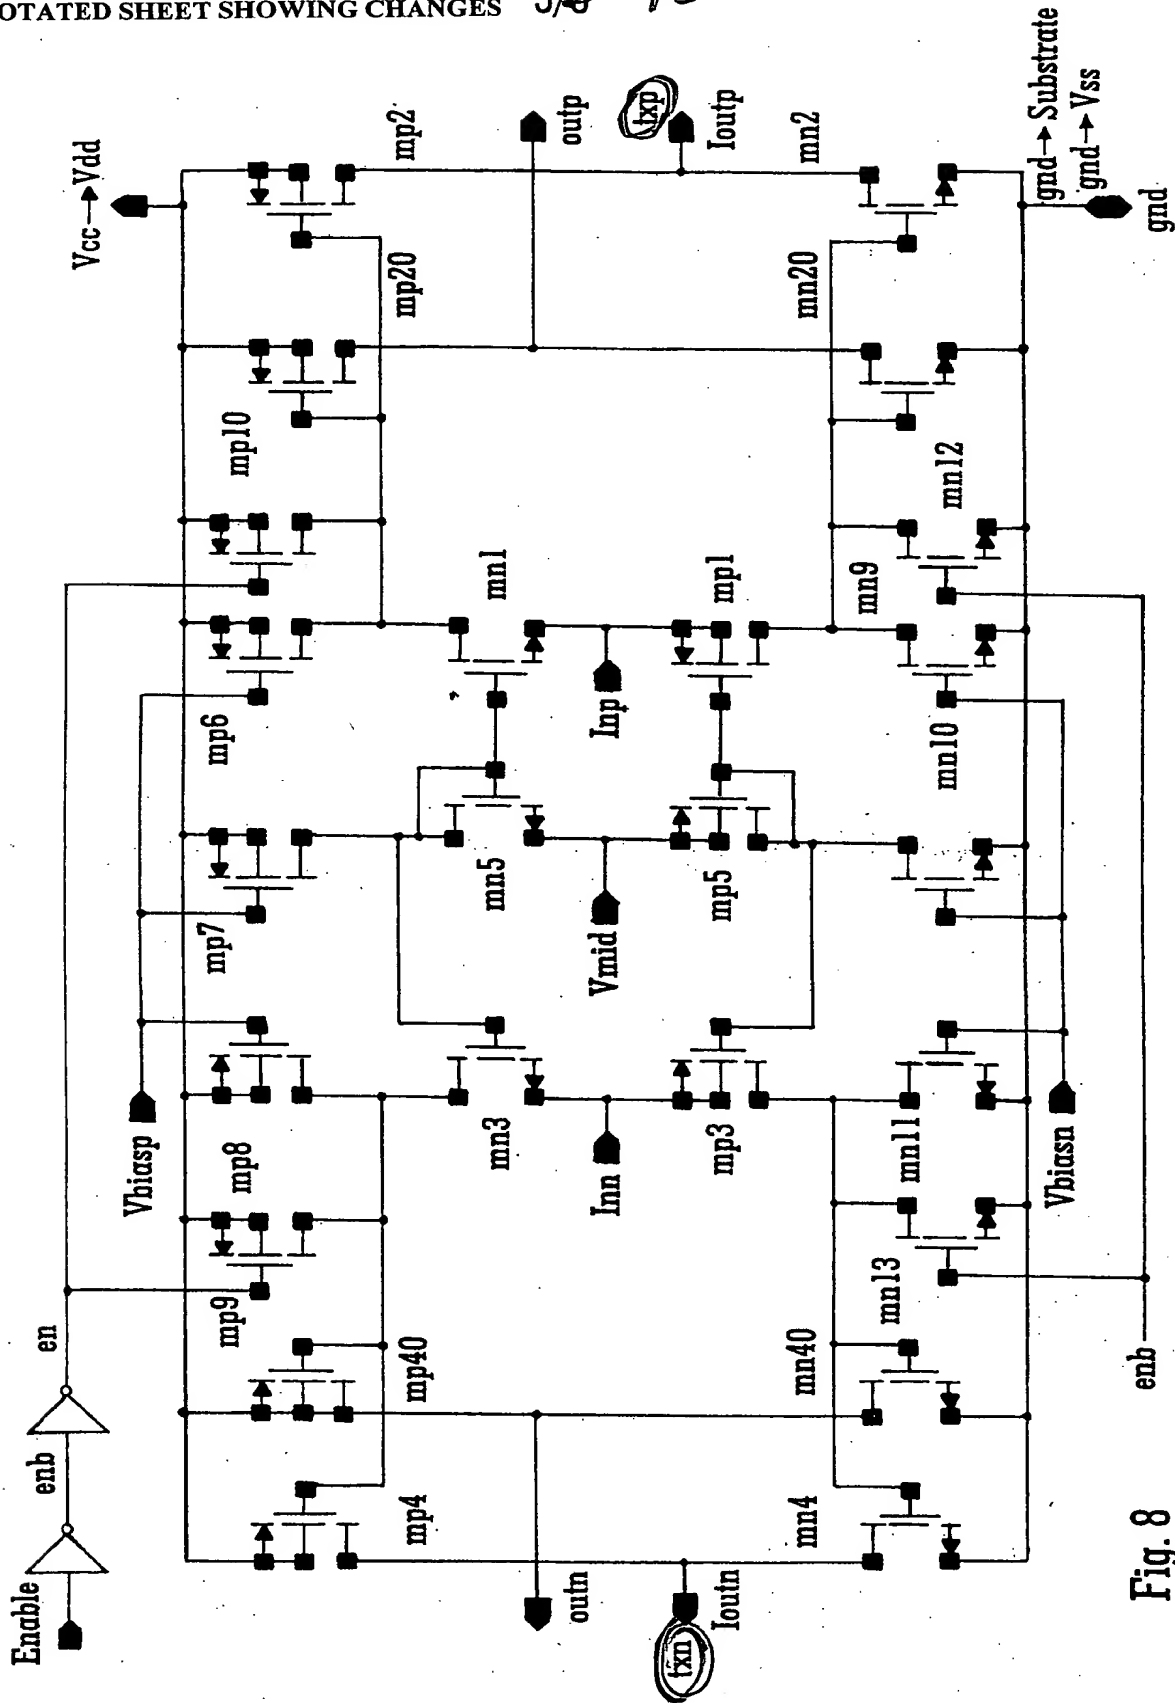 OTATED SHEET SHOWING CHANGES
Enable
enb
en
Vcc→Vdd
Vbiasp
mp4
mp40
mp9
mp8
mp7
mp6
mp10
mp20
mp2
outn
txn
Ioutn
mn3
mn5
mn1
Inn
Vmid
Inp
mp3
mp5
mp1
outp
txp
Ioutp
mn4
mn40
mn13
mn11
mn10
mn9
mn12
mn20
mn2
Vbiasn
enb
gnd→Substrate
gnd→Vss
gnd
Fig. 8